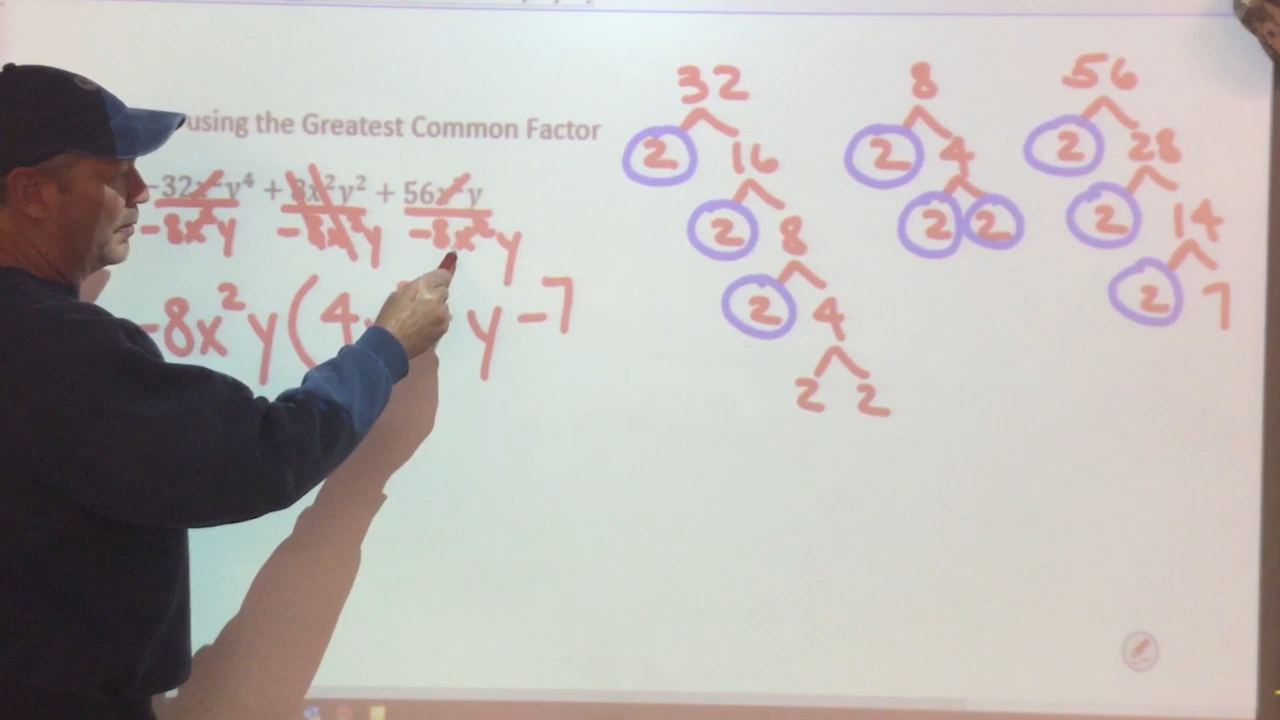 using the Greatest Common Factor
-32 y⁴ + 8x²y² + 56 y
-8x²y -8x²y -8x²y
-8x²y(4 y -7
32 8 56
2 16 2 4 2 28
2 8 2 2 2 14
2 4 2 7
2 2